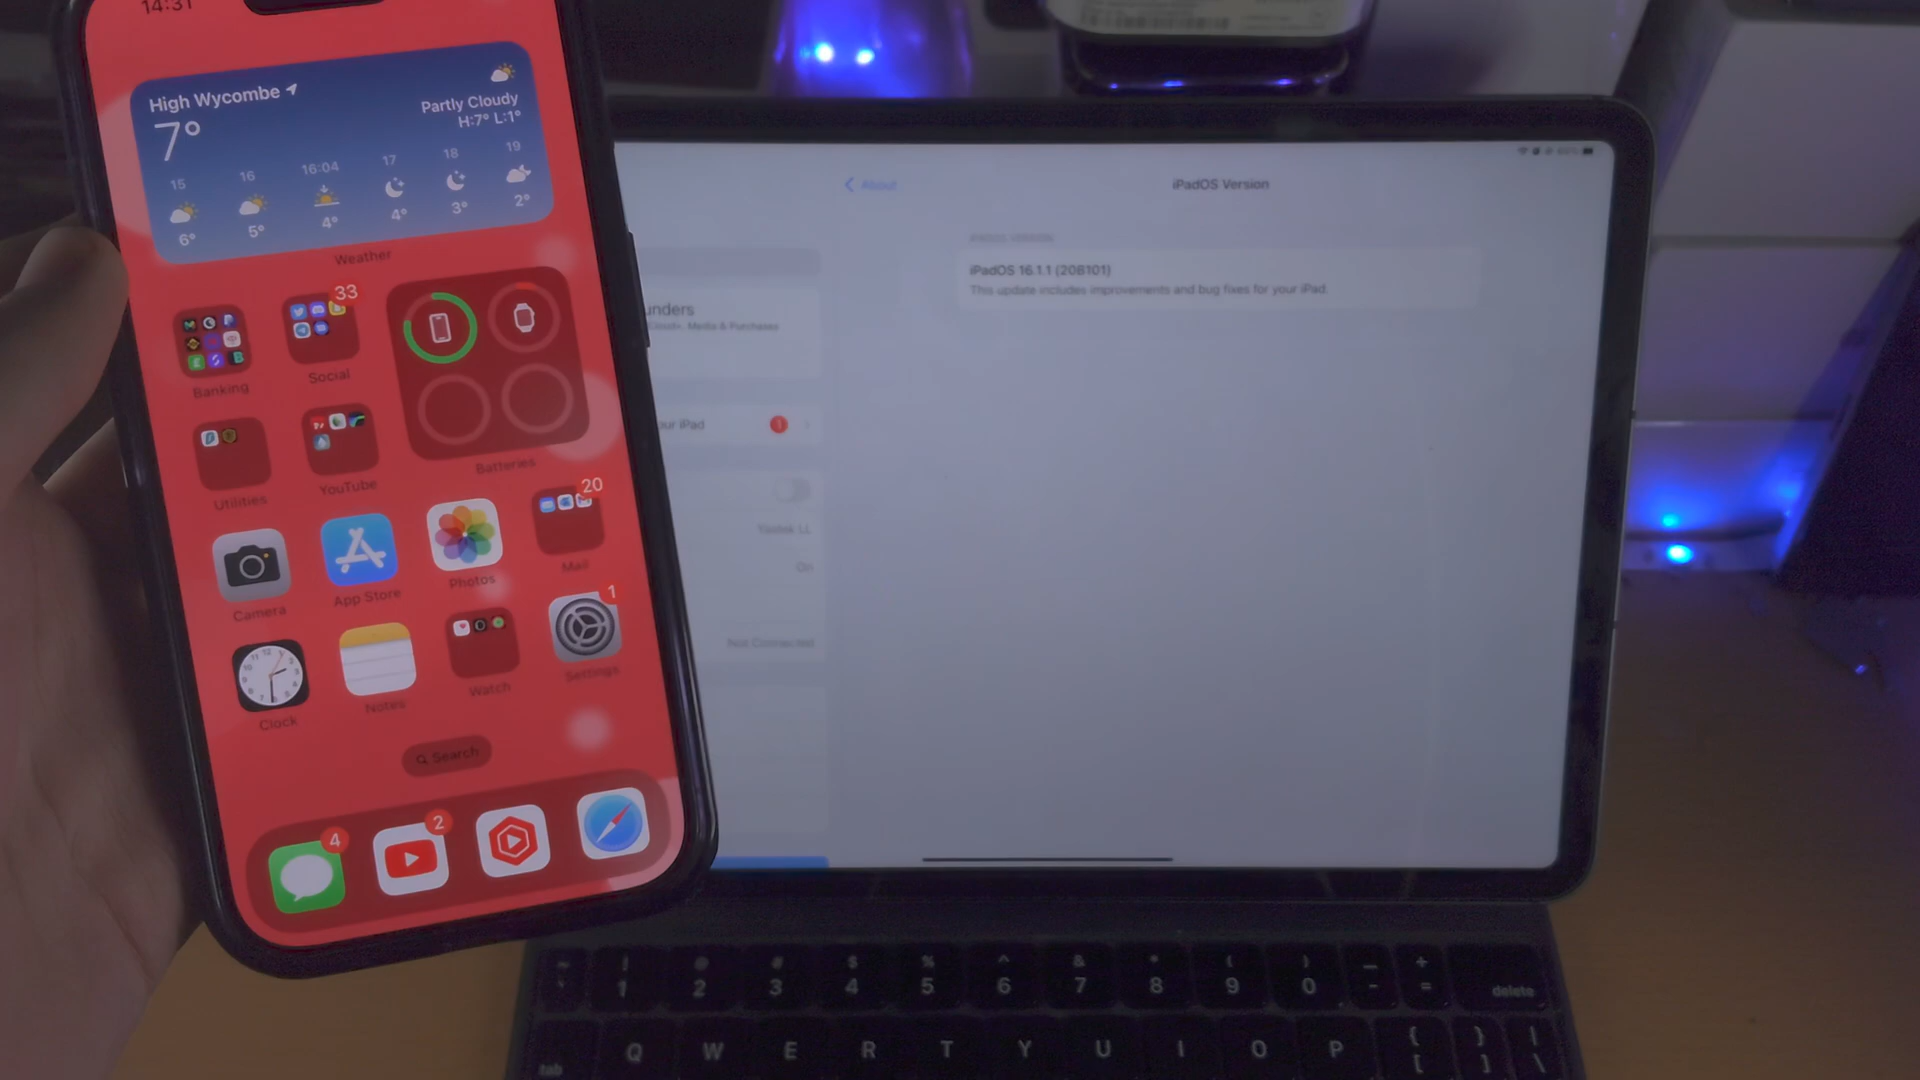 14:31
High Wycombe
7°
Partly Cloudy
H:7° L:1°
15 16 16:04 17 18 19
6° 5° 4° 4° 3° 2°
Weather
33
Banking Social
Batteries
Utilities YouTube
20
Camera App Store Photos Mail
1
Clock Notes Watch Settings
Search
4 2
About
iPadOS Version
IPADOS VERSION
iPadOS 16.1.1 (20B101)
This update includes improvements and bug fixes for your iPad.
unders
Cloud+, Media & Purchases
our iPad 1
On
Not Connected
~ ! @ # $ % ^ & * ( ) _ +
` 1 2 3 4 5 6 7 8 9 0 - = delete
tab Q W E R T Y U I O P { [ } ] | \